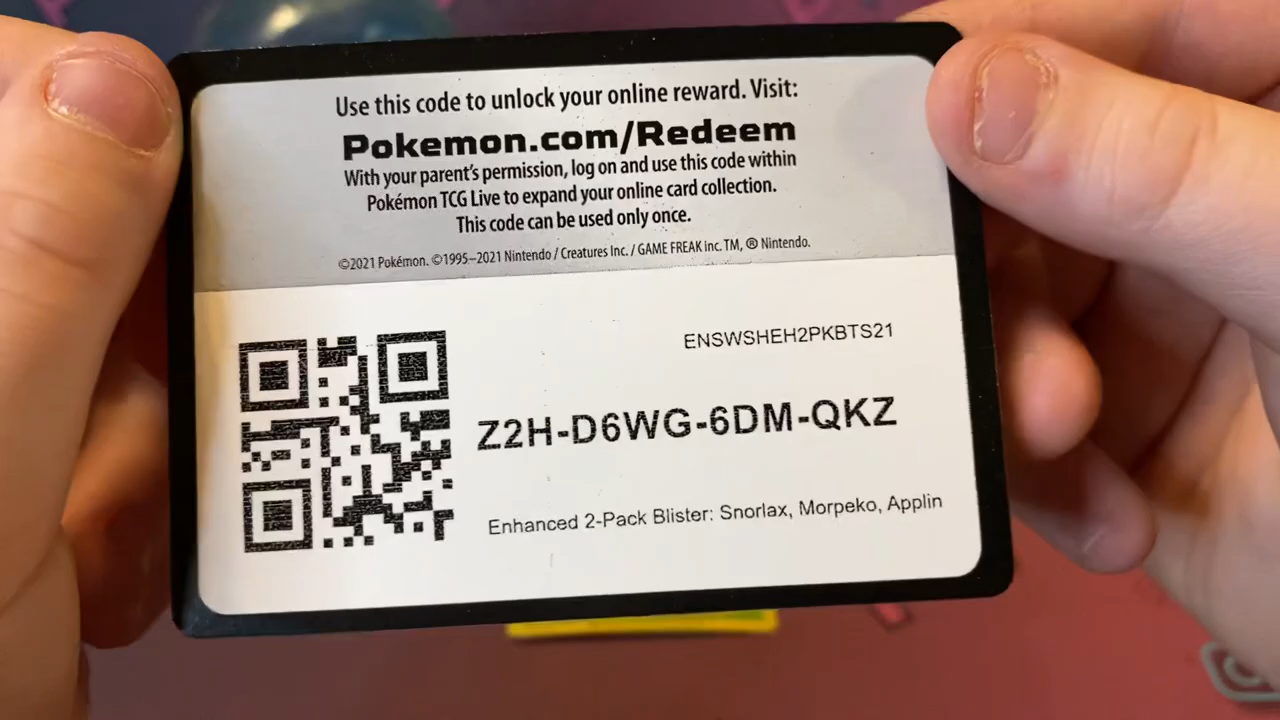 Use this code to unlock your online reward. Visit:
Pokemon.com/Redeem
With your parent's permission, log on and use this code within
Pokémon TCG Live to expand your online card collection.
This code can be used only once.
©2021 Pokémon. ©1995–2021 Nintendo / Creatures Inc. / GAME FREAK inc. TM, ® Nintendo.
ENSWSHEH2PKBTS21
Z2H-D6WG-6DM-QKZ
Enhanced 2-Pack Blister: Snorlax, Morpeko, Applin